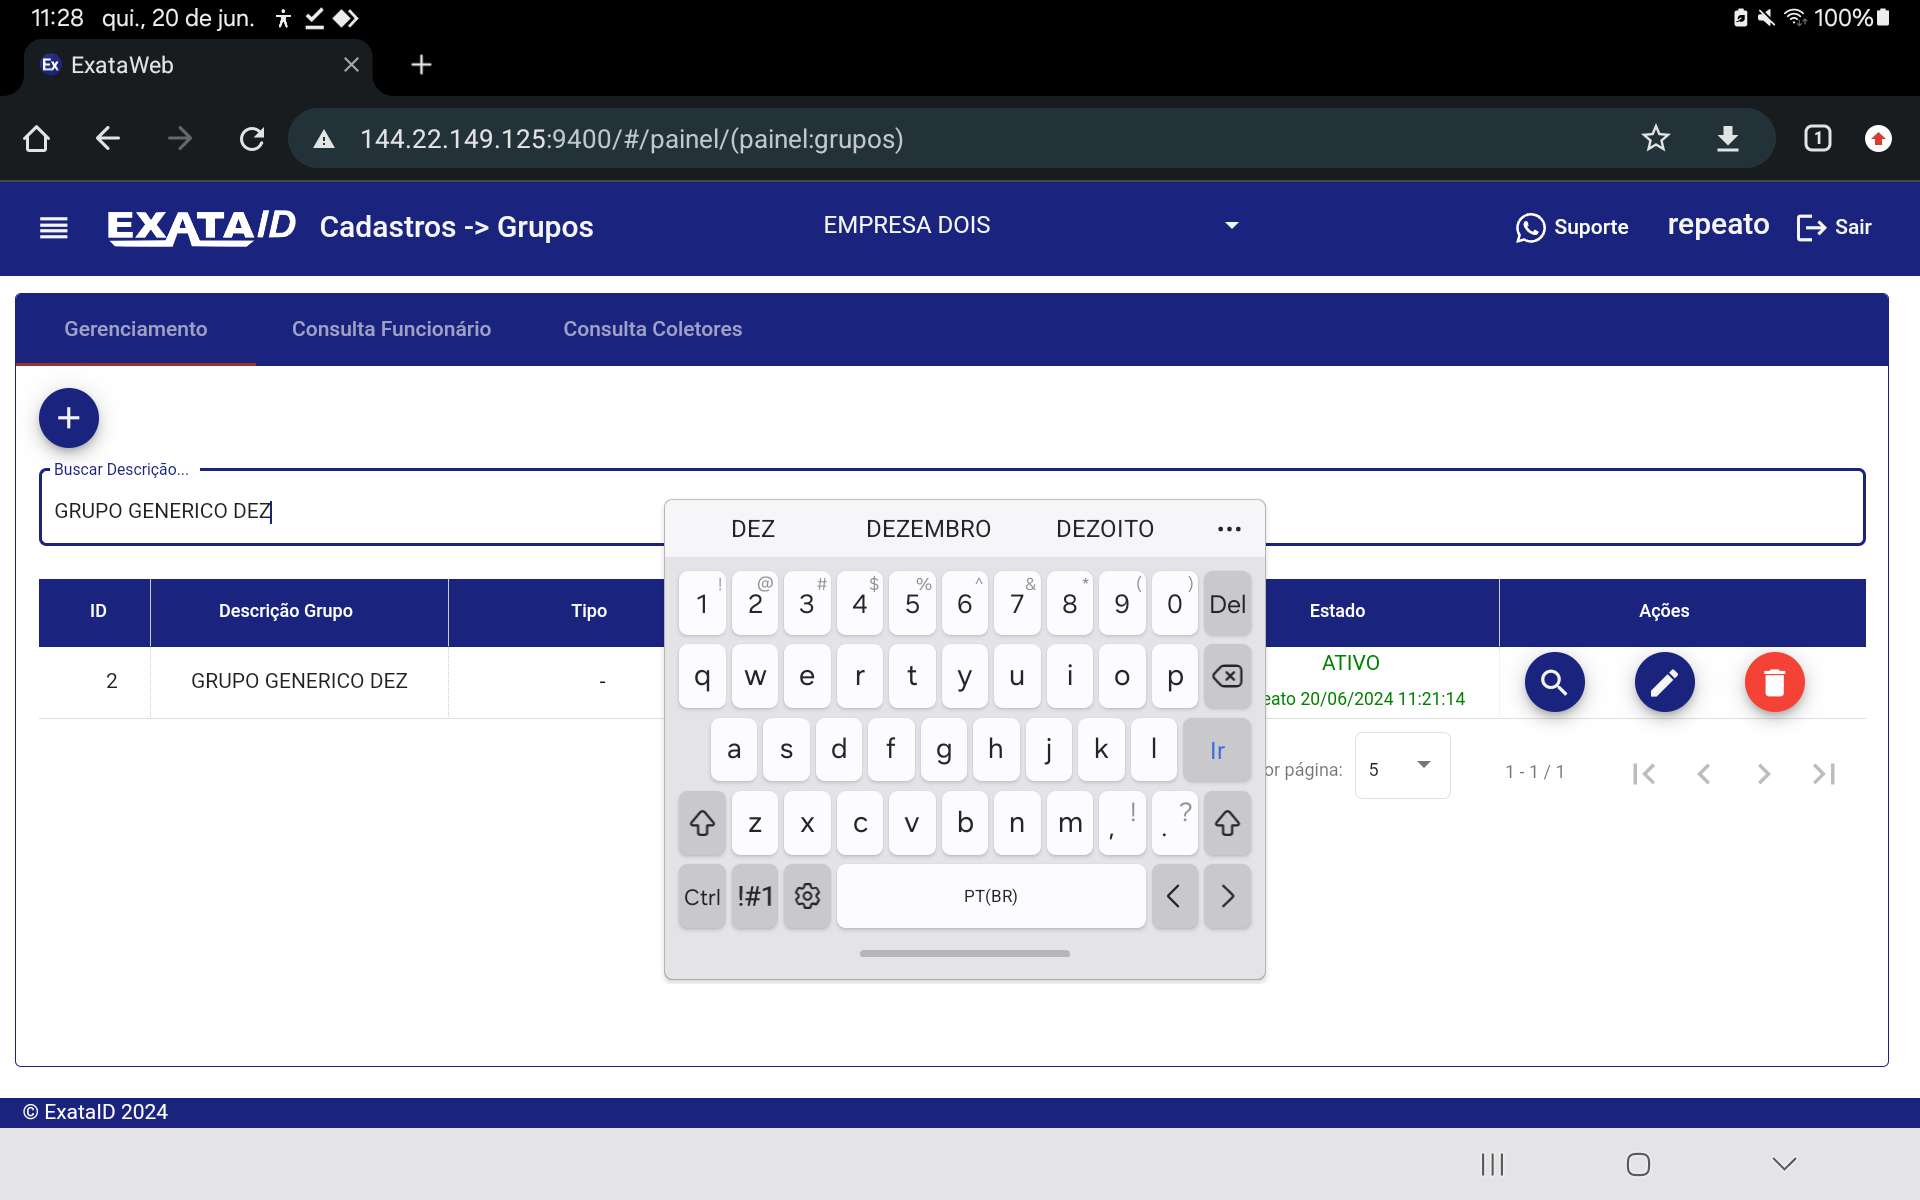 11:28 qui., 20 de jun. 100%
Ex ExataWeb
144.22.149.125:9400/#/painel/(painel:grupos) 1
EXATAID Cadastros -> Grupos EMPRESA DOIS Suporte repeato Sair
Gerenciamento Consulta Funcionário Consulta Coletores
+
Buscar Descrição...
GRUPO GENERICO DEZ
ID Descrição Grupo Tipo Estado Ações
2 GRUPO GENERICO DEZ - ATIVO
eato 20/06/2024 11:21:14
or página: 5 1 - 1 / 1
DEZ DEZEMBRO DEZOITO ...
! @ # $ % ^ & * ( )
1 2 3 4 5 6 7 8 9 0 Del
q w e r t y u i o p
a s d f g h j k l Ir
z x c v b n m , ! . ?
Ctrl !#1 PT(BR) < >
© ExataID 2024